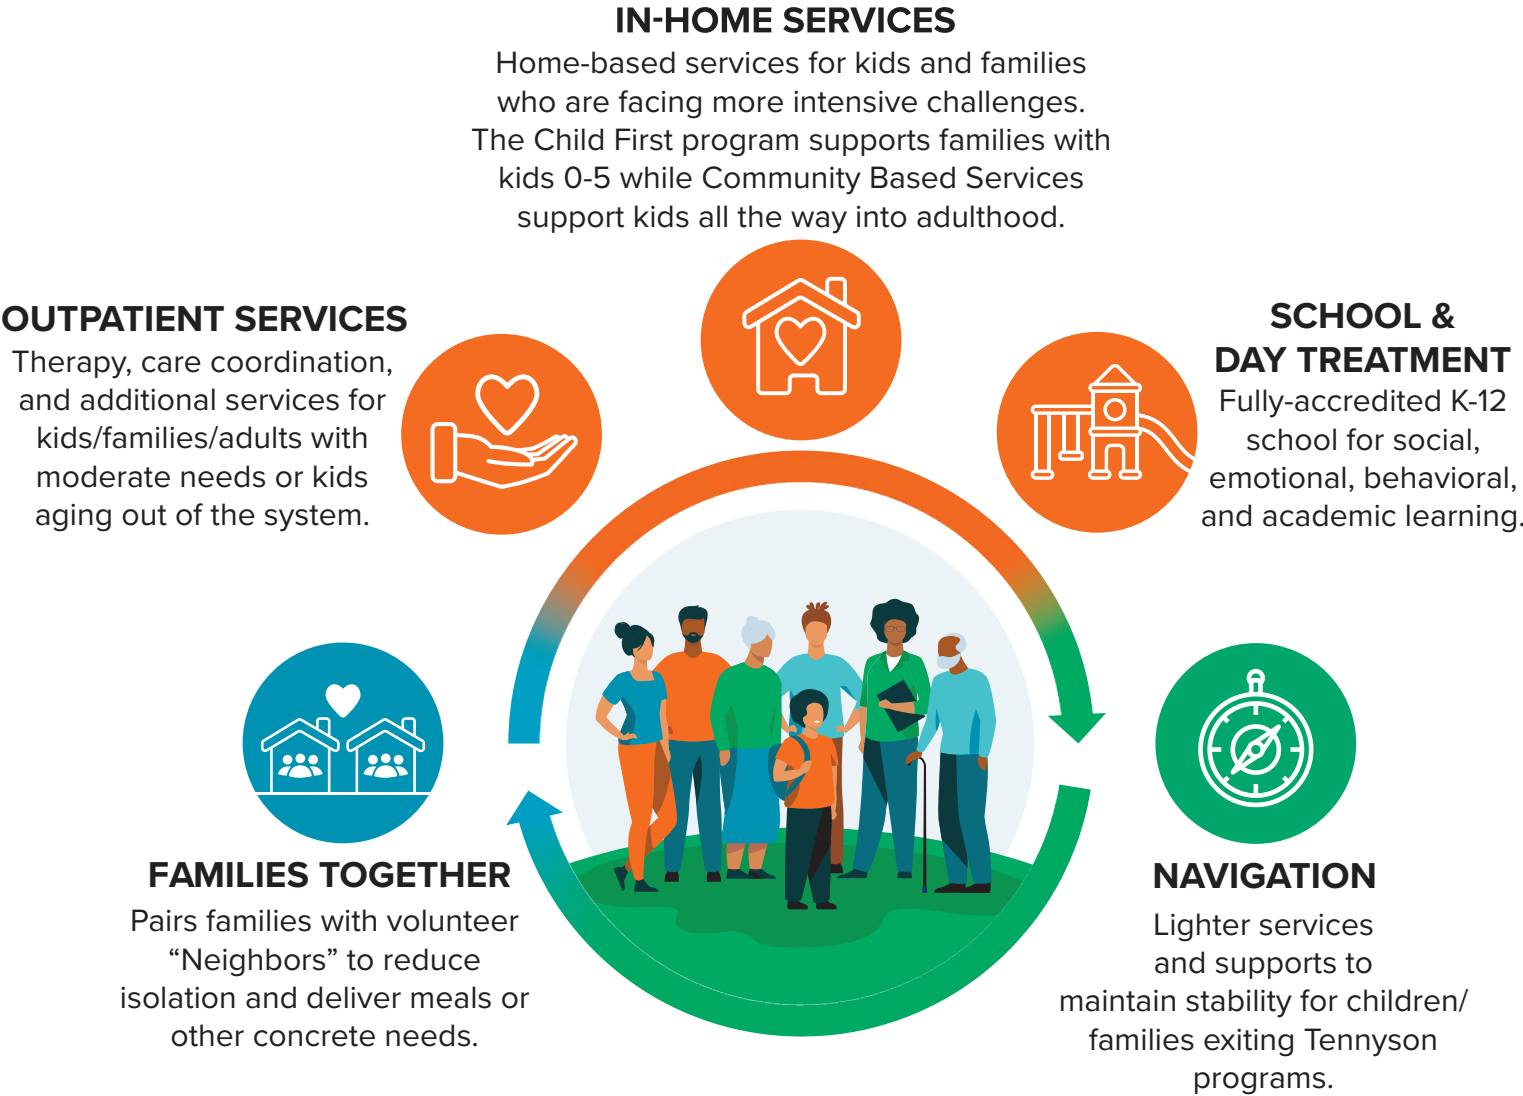 IN-HOME SERVICES
Home-based services for kids and families
who are facing more intensive challenges.
The Child First program supports families with
kids 0-5 while Community Based Services
support kids all the way into adulthood.
OUTPATIENT SERVICES
Therapy, care coordination,
and additional services for
kids/families/adults with
moderate needs or kids
aging out of the system.
SCHOOL &
DAY TREATMENT
Fully-accredited K-12
school for social,
emotional, behavioral,
and academic learning.
FAMILIES TOGETHER
Pairs families with volunteer
“Neighbors” to reduce
isolation and deliver meals or
other concrete needs.
NAVIGATION
Lighter services
and supports to
maintain stability for children/
families exiting Tennyson
programs.